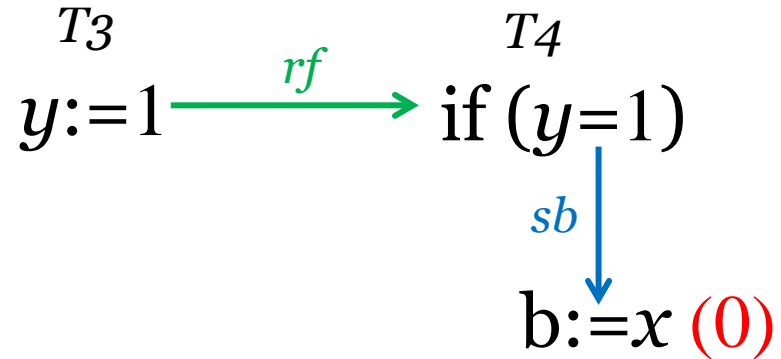 T3 T4
rf
y:=1 if (y=1)
sb
b:=x (0)